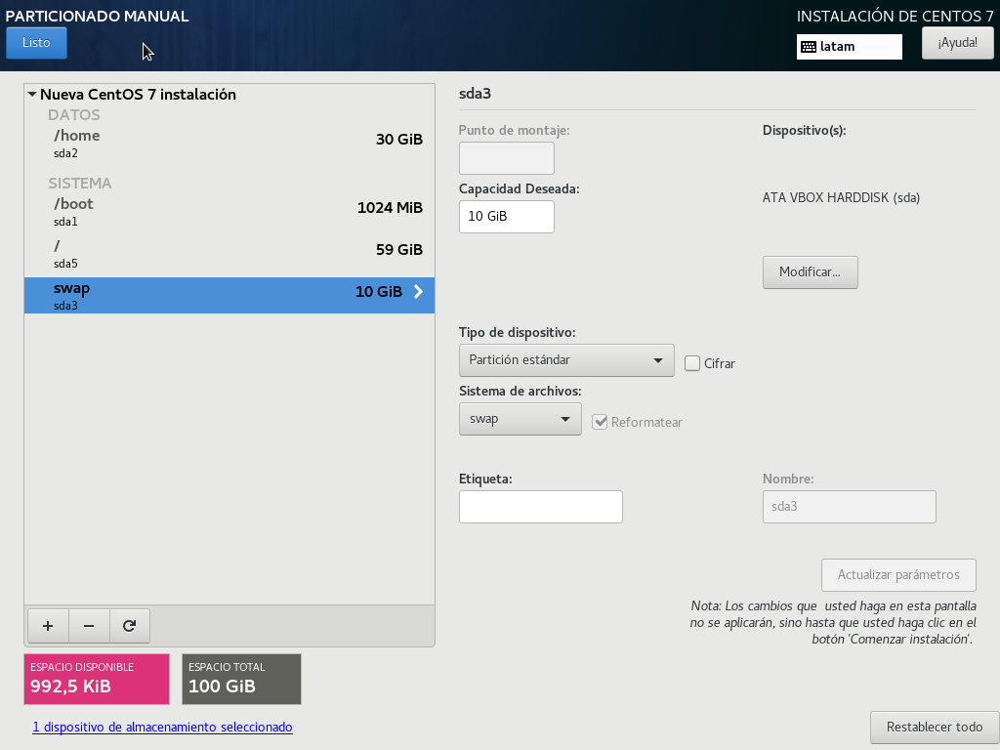 PARTICIONADO MANUAL
INSTALACIÓN DE CENTOS 7
Listo
latam
¡Ayuda!
Nueva CentOS 7 instalación
DATOS
/home
30 GiB
sda2
SISTEMA
/boot
1024 MiB
sda1
/
59 GiB
sda5
swap
10 GiB
sda3
+
-
ESPACIO DISPONIBLE
992,5 KiB
ESPACIO TOTAL
100 GiB
1 dispositivo de almacenamiento seleccionado
sda3
Punto de montaje:
Dispositivo(s):
Capacidad Deseada:
10 GiB
ATA VBOX HARDDISK (sda)
Modificar...
Tipo de dispositivo:
Partición estándar
Cifrar
Sistema de archivos:
swap
Reformatear
Etiqueta:
Nombre:
sda3
Actualizar parámetros
Nota: Los cambios que  usted haga en esta pantalla
no se aplicarán, sino hasta que usted haga clic en el
botón 'Comenzar instalación'.
Restablecer todo